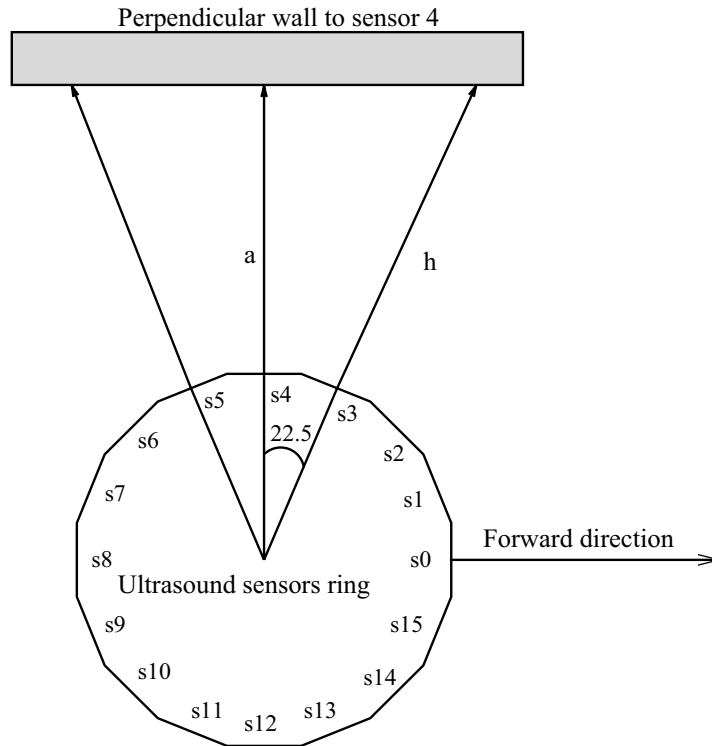 Perpendicular wall to sensor 4
a
h
s5
s4
s3
22.5
s6
s2
s7
s1
Forward direction
s8
s0
Ultrasound sensors ring
s9
s15
s10
s14
s11
s13
s12